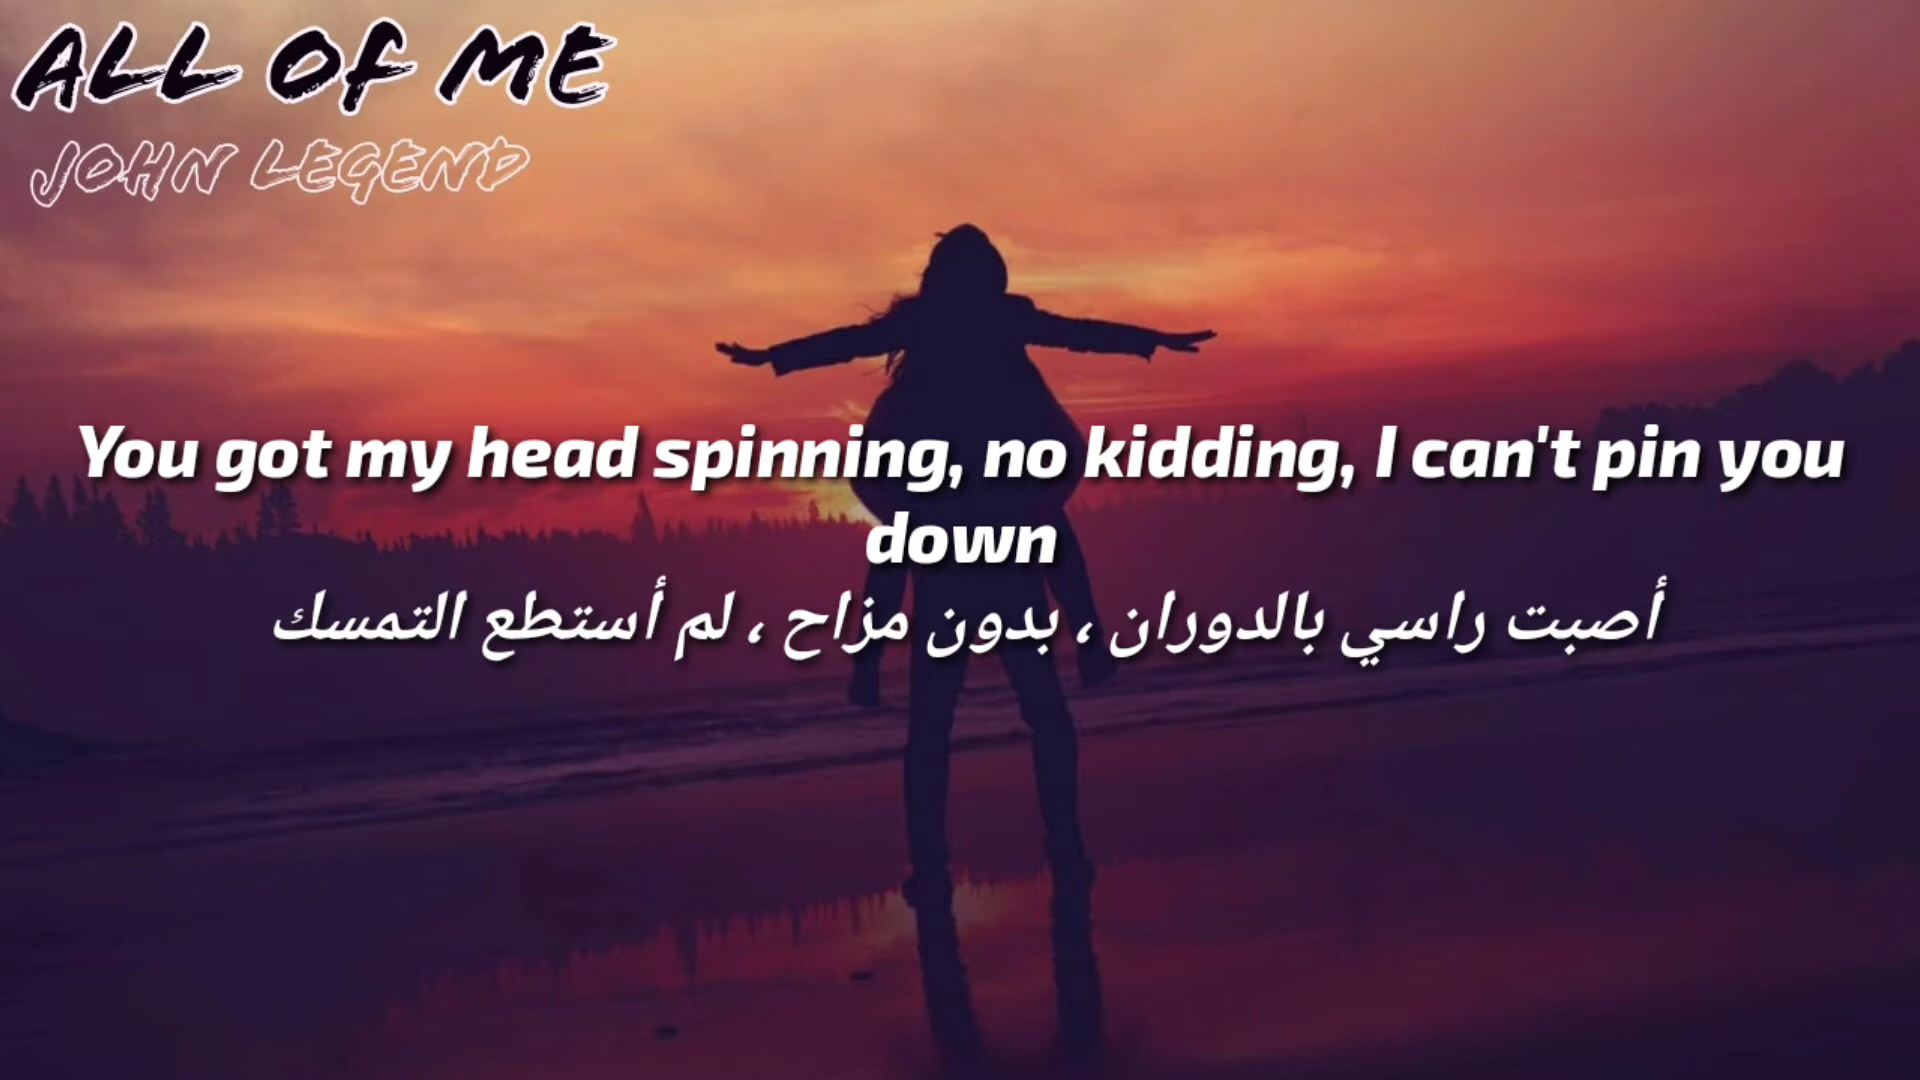 ALL OF ME
JOHN LEGEND
You got my head spinning, no kidding, I can't pin you
down
أصبت راسي بالدوران ، بدون مزاح ، لم أستطع التمسك